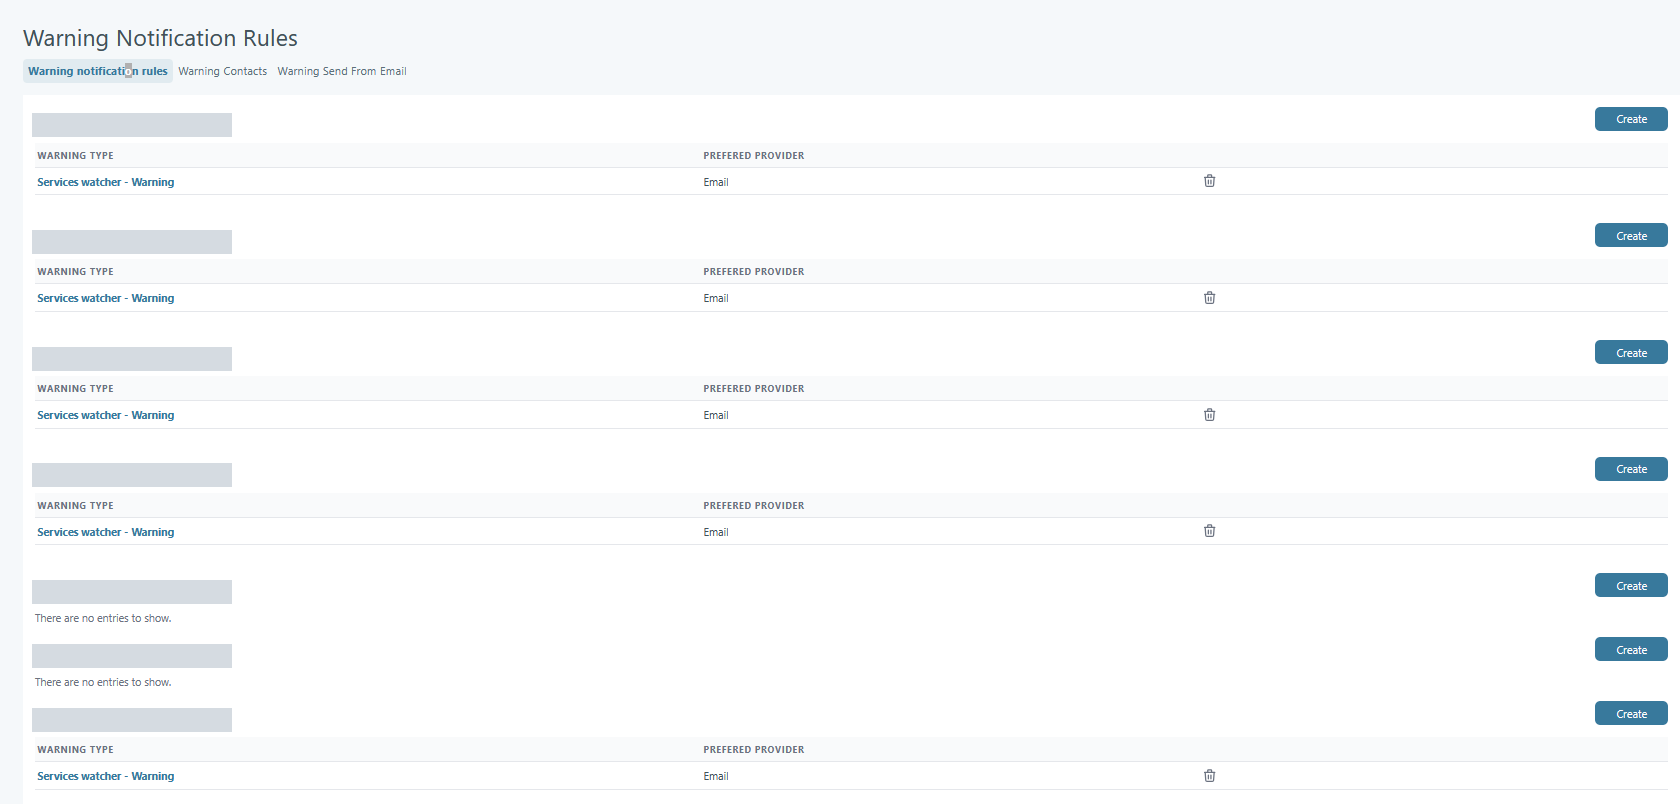 Warning Notification Rules
Warning notification rules Warning Contacts Warning Send From Email
Create
WARNING TYPE PREFERED PROVIDER
Services watcher - Warning Email
Create
WARNING TYPE PREFERED PROVIDER
Services watcher - Warning Email
Create
WARNING TYPE PREFERED PROVIDER
Services watcher - Warning Email
Create
WARNING TYPE PREFERED PROVIDER
Services watcher - Warning Email
Create
There are no entries to show.
Create
There are no entries to show.
Create
WARNING TYPE PREFERED PROVIDER
Services watcher - Warning Email